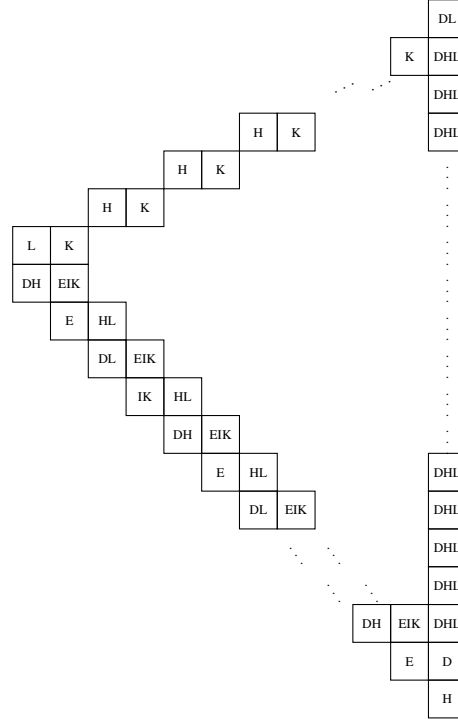 DL
K DHL
DHL
H K DHL
H K
H K
L K
DH EIK
E HL
DL EIK
IK HL
DH EIK
E HL DHL
DL EIK DHL
DHL
DHL
DH EIK DHL
E D
H